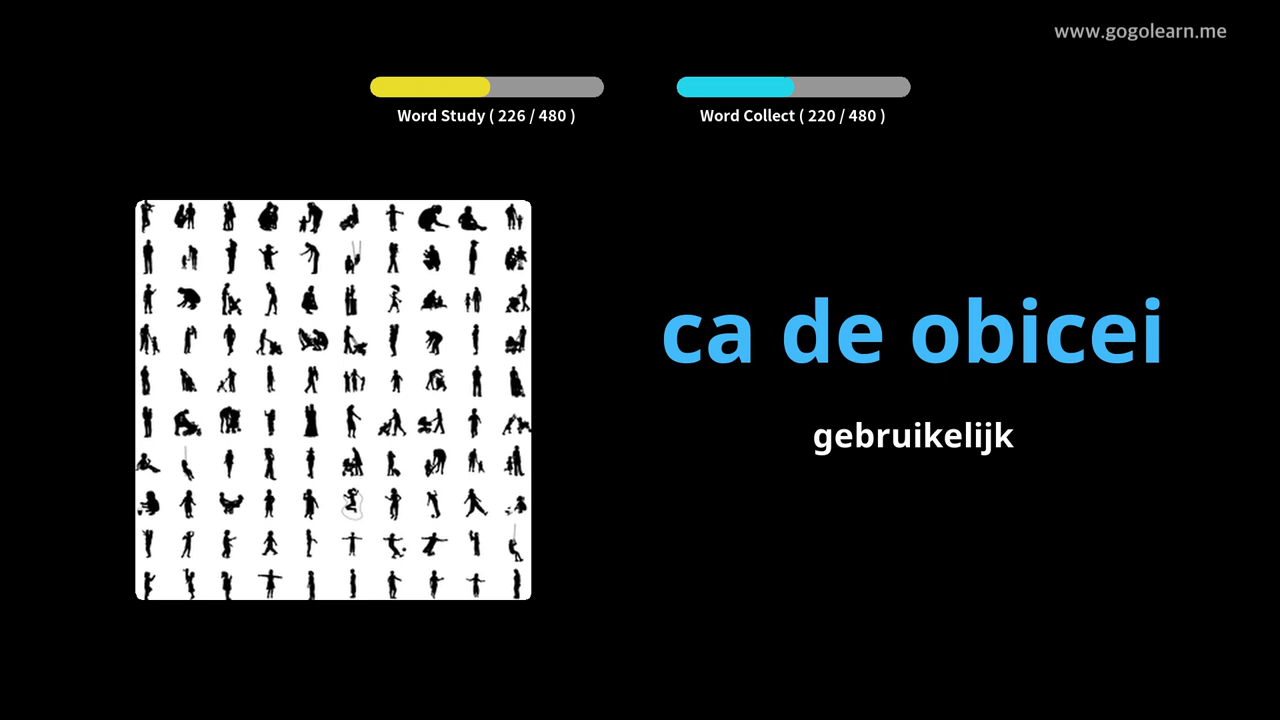 www.gogolearn.me
Word Study ( 226 / 480 )
Word Collect ( 220 / 480 )
ca de obicei
gebruikelijk